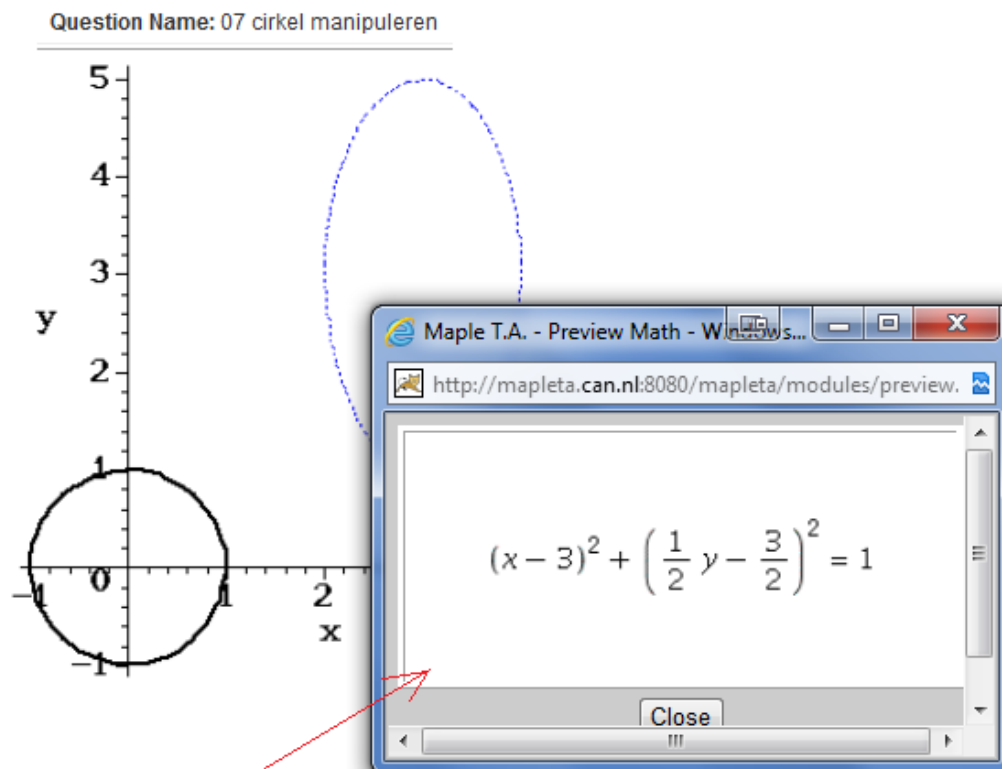 Question Name: 07 cirkel manipuleren
5
4
3
y
2
1
-1 0 1 2
x
-1
Maple T.A. - Preview Math - Windows...
http://mapleta.can.nl:8080/mapleta/modules/preview.
(x - 3)² + (1/2 y - 3/2)² = 1
Close